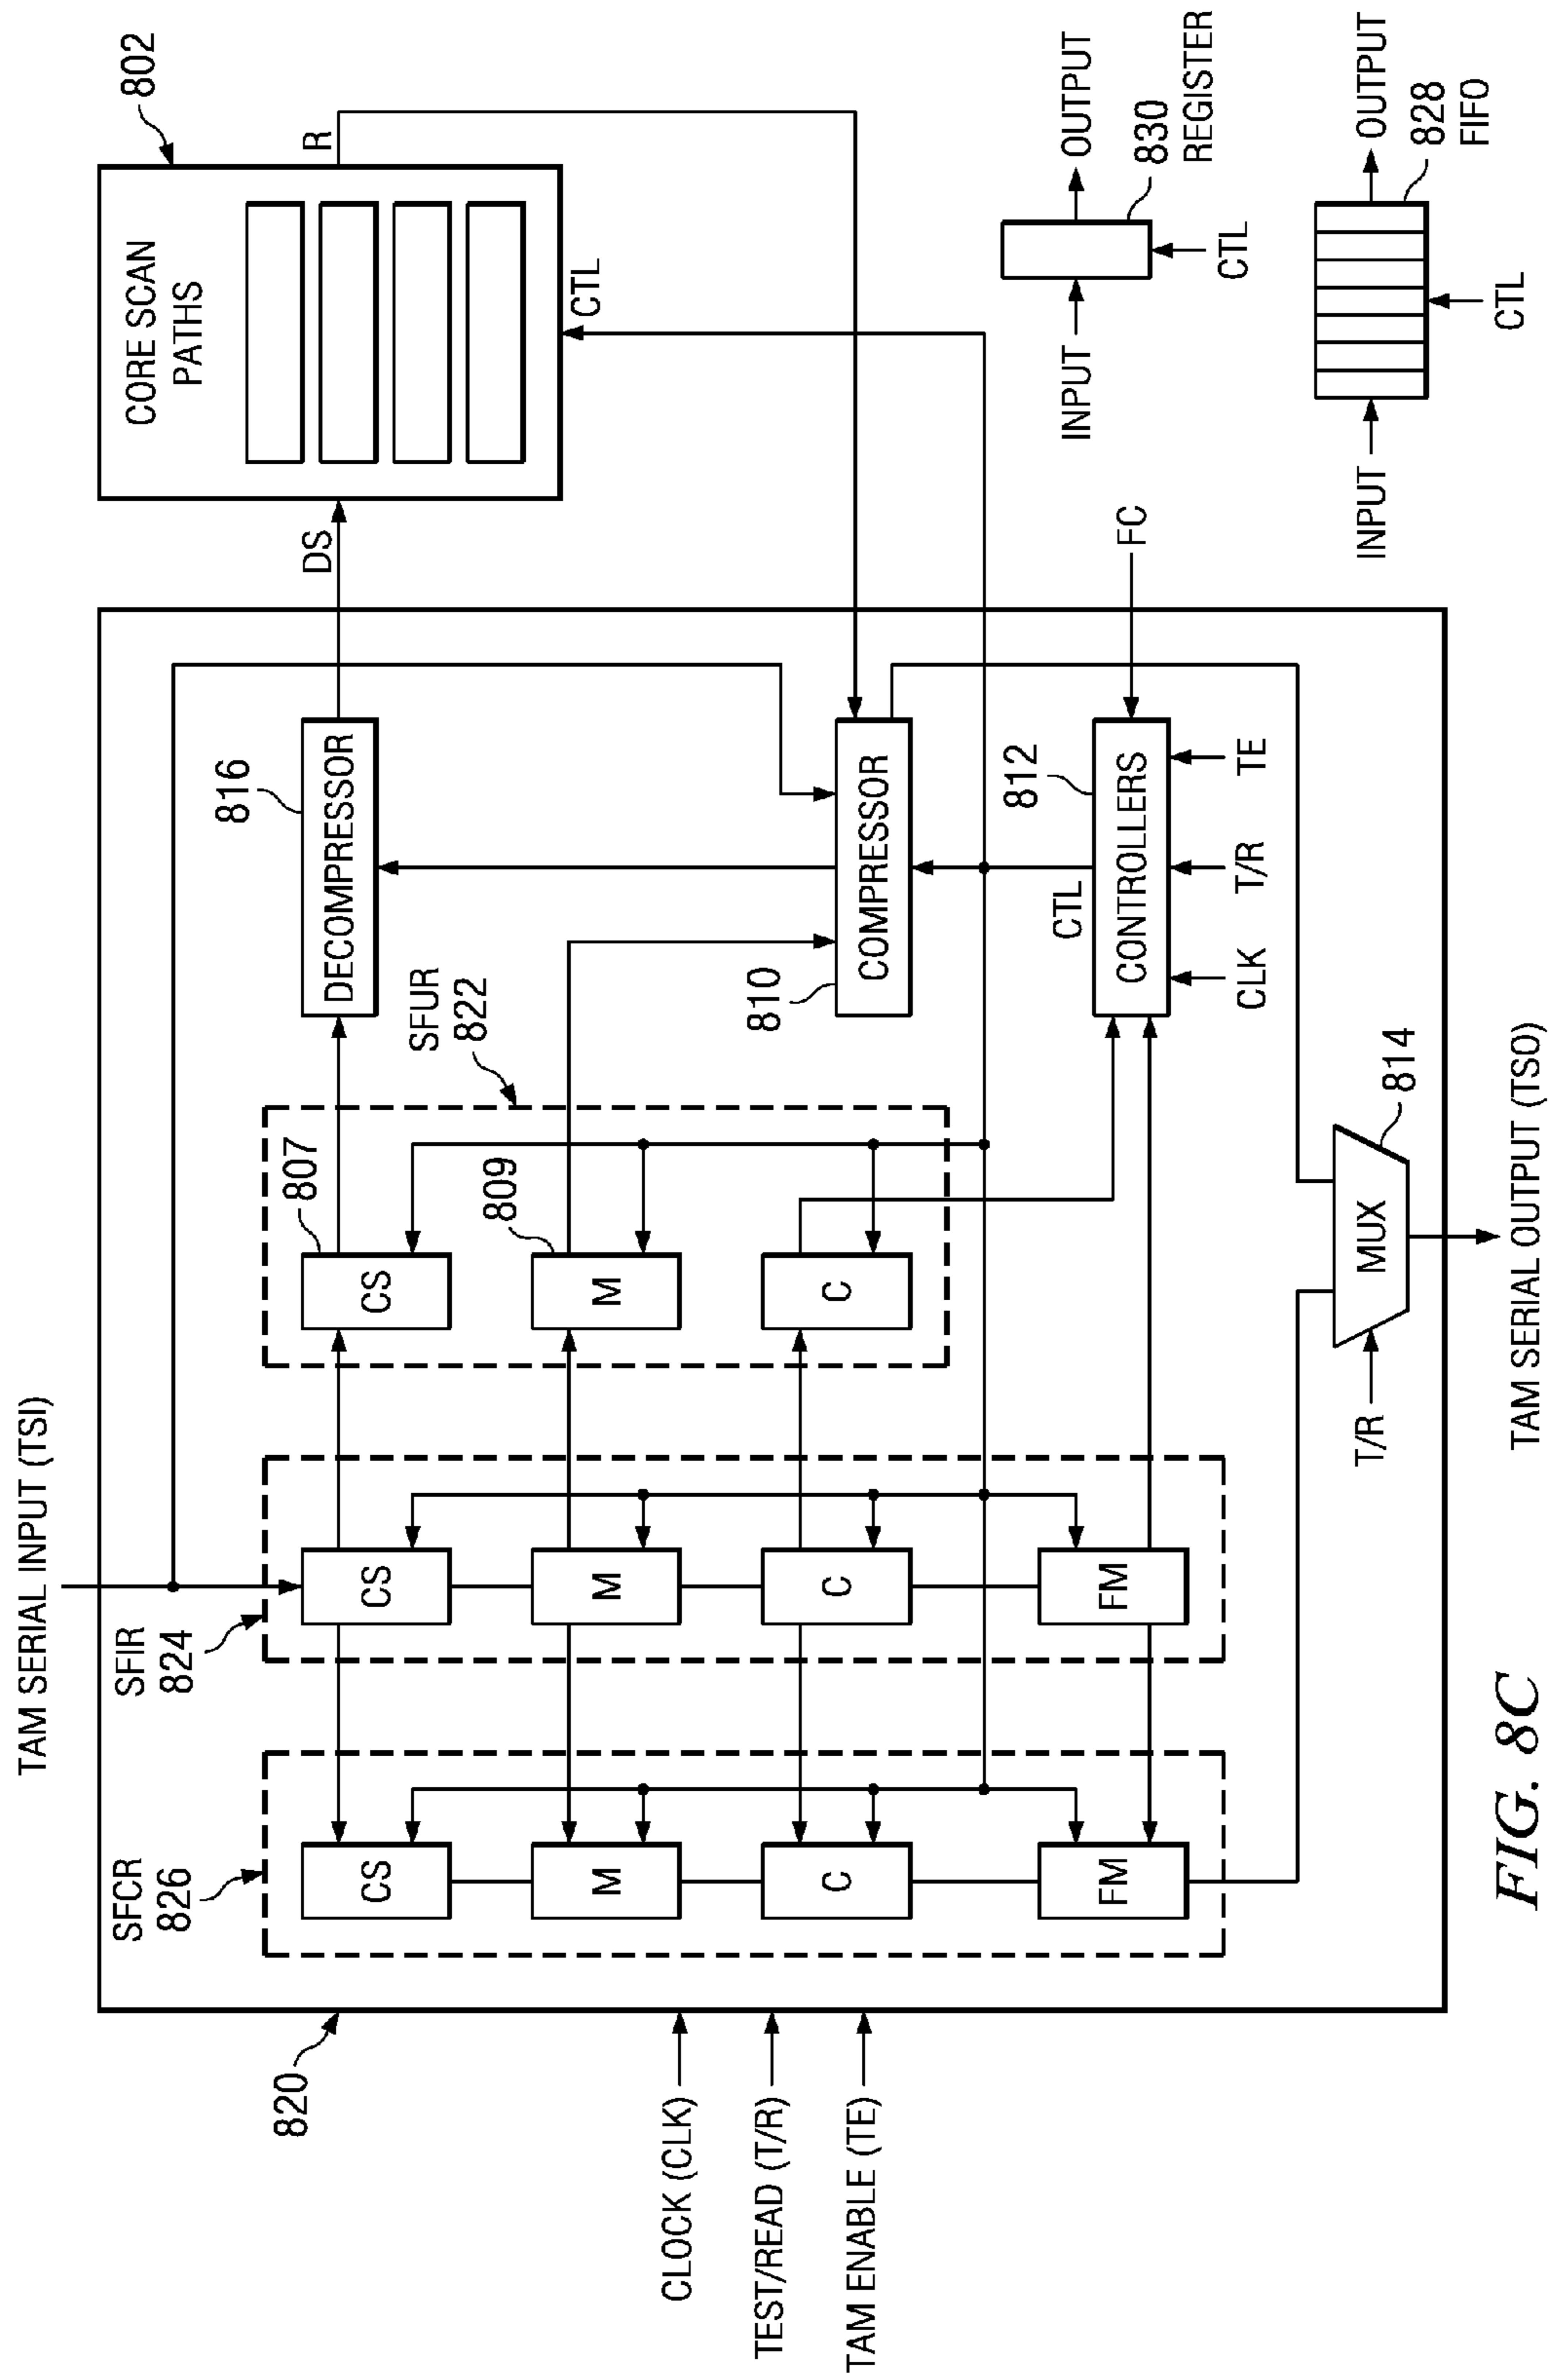 TAM SERIAL INPUT (TSI)
802
CORE SCAN
PATHS
R
DS
CTL
816
DECOMPRESSOR
SFUR
822
807
CS
809
M
C
SFIR
824
CS
M
C
FM
SFCR
826
CS
M
C
FM
820
CLOCK (CLK)
TEST/READ (T/R)
TAM ENABLE (TE)
810
COMPRESSOR
CTL
812
CONTROLLERS
FC
CLK
T/R
TE
T/R
MUX
814
TAM SERIAL OUTPUT (TSO)
INPUT
OUTPUT
830
REGISTER
CTL
INPUT
OUTPUT
828
FIFO
CTL
FIG. 8C